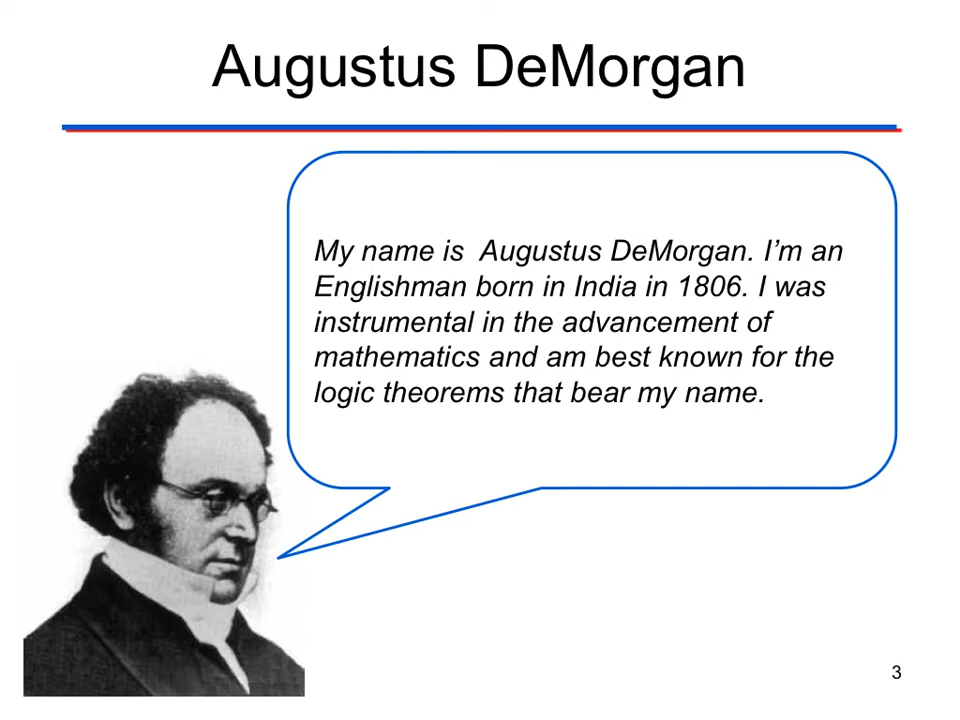 Augustus DeMorgan
My name is  Augustus DeMorgan. I’m an
Englishman born in India in 1806. I was
instrumental in the advancement of
mathematics and am best known for the
logic theorems that bear my name.
3